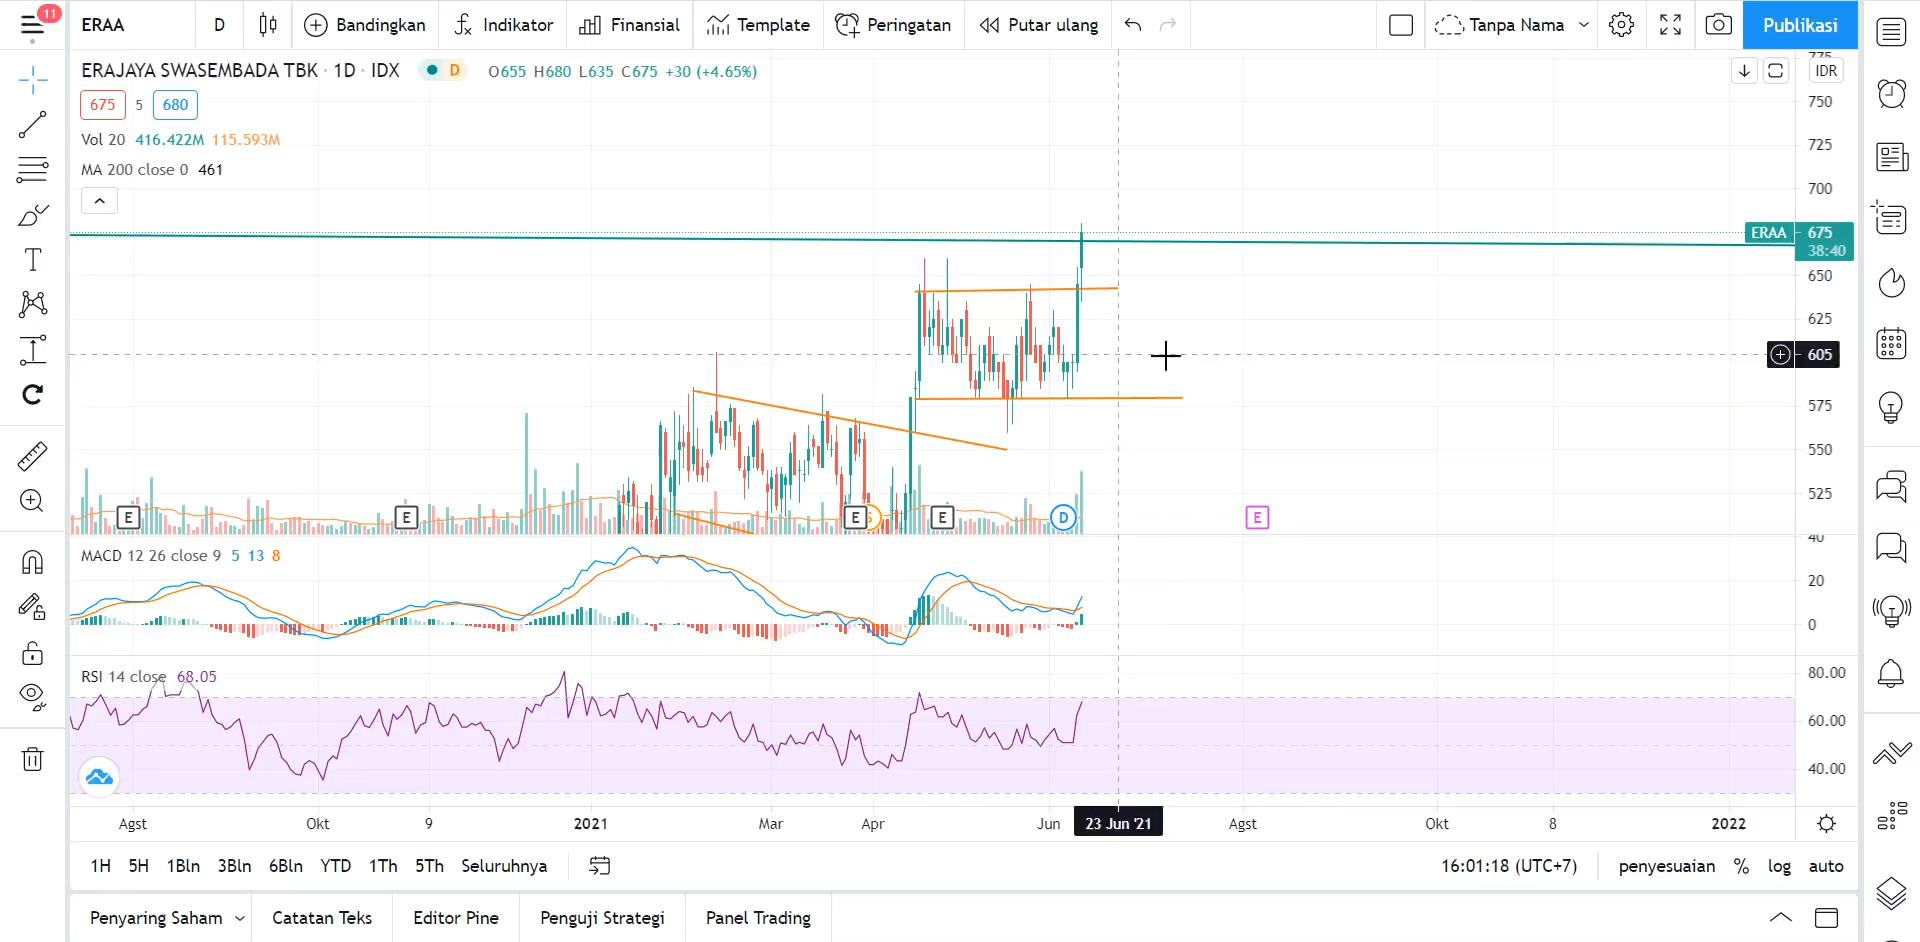 11
ERAA D Bandingkan Indikator Finansial Template Peringatan Putar ulang Tanpa Nama Publikasi
ERAJAYA SWASEMBADA TBK · 1D · IDX D O655 H680 L635 C675 +30 (+4.65%) IDR
675 5 680
Vol 20 416.422M 115.593M
MA 200 close 0 461
775
750
725
700
ERAA 675
38:40
650
625
605
575
550
525
E E E E D E
MACD 12 26 close 9 5 13 8
40
20
0
RSI 14 close 68.05
80.00
60.00
40.00
Agst Okt 9 2021 Mar Apr Jun 23 Jun '21 Agst Okt 8 2022
1H 5H 1Bln 3Bln 6Bln YTD 1Th 5Th Seluruhnya 16:01:18 (UTC+7) penyesuaian % log auto
Penyaring Saham Catatan Teks Editor Pine Penguji Strategi Panel Trading